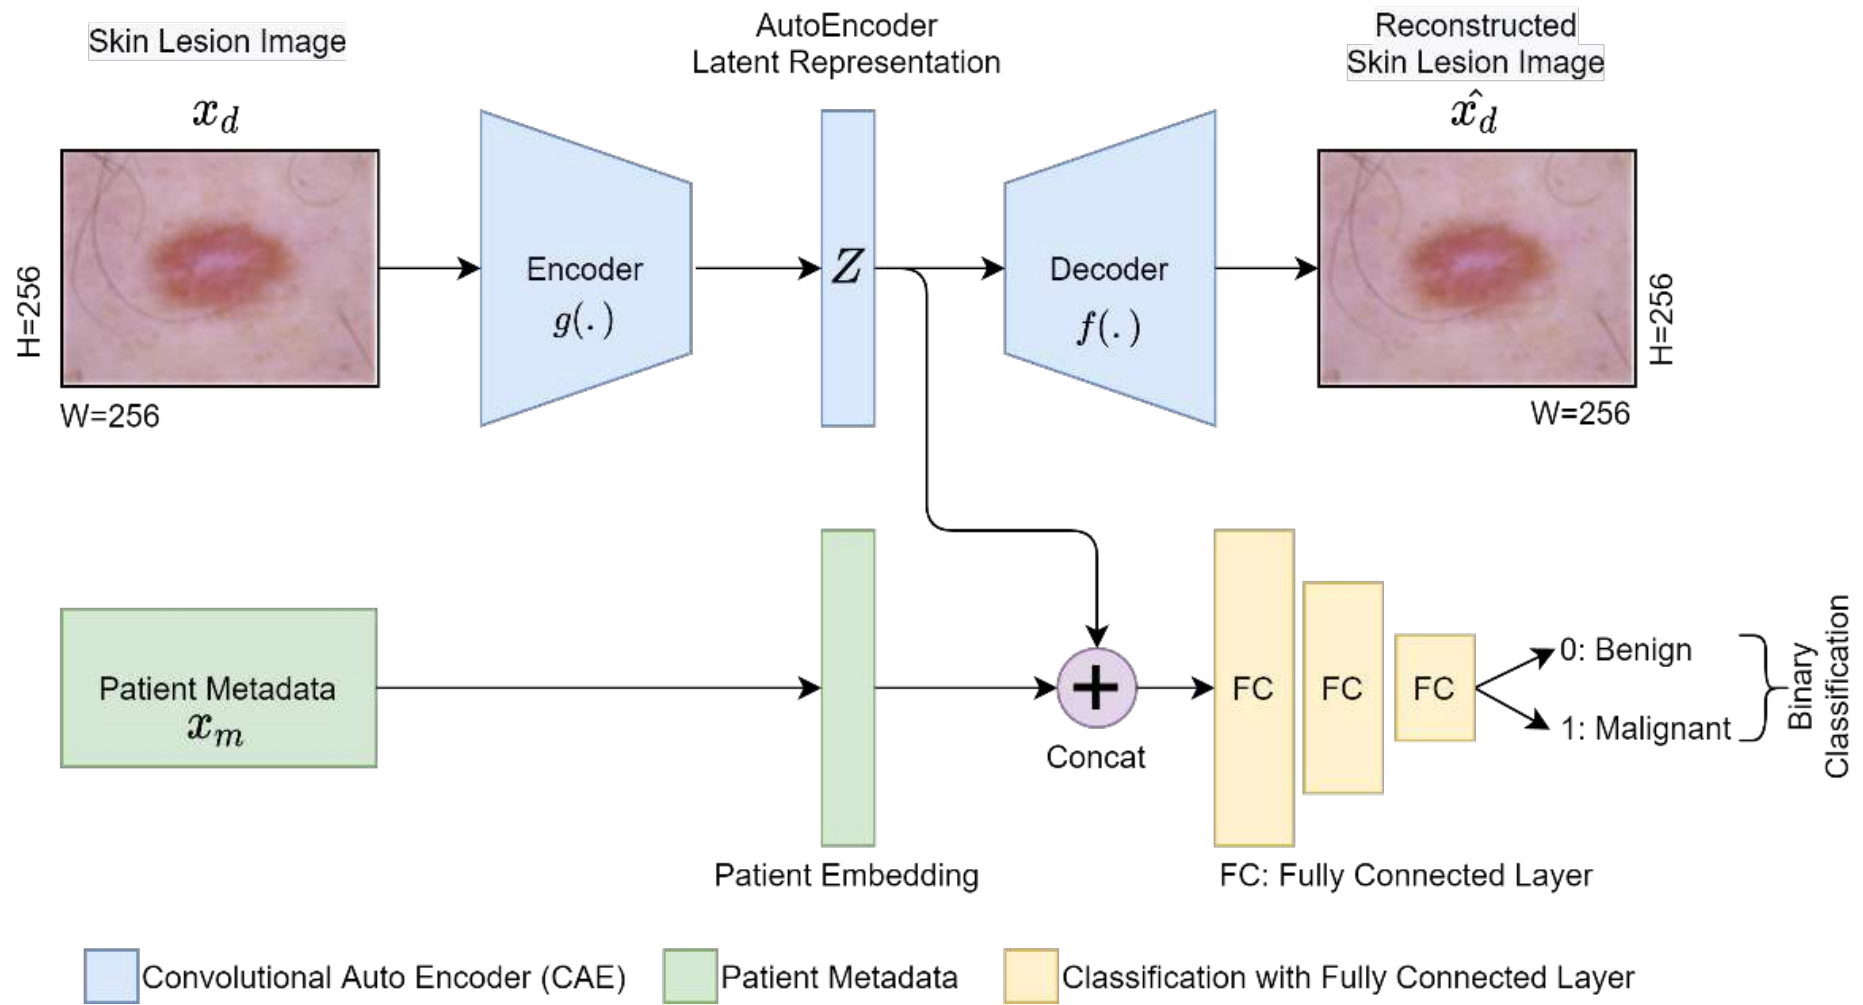 Skin Lesion Image
AutoEncoder
Latent Representation
Reconstructed
Skin Lesion Image
x_d
\hat{x_d}
H=256
W=256
Encoder
g(.)
Z
Decoder
f(.)
H=256
W=256
Patient Metadata
x_m
Patient Embedding
+
Concat
FC
FC
FC
0: Benign
1: Malignant
Binary
Classification
FC: Fully Connected Layer
Convolutional Auto Encoder (CAE)
Patient Metadata
Classification with Fully Connected Layer